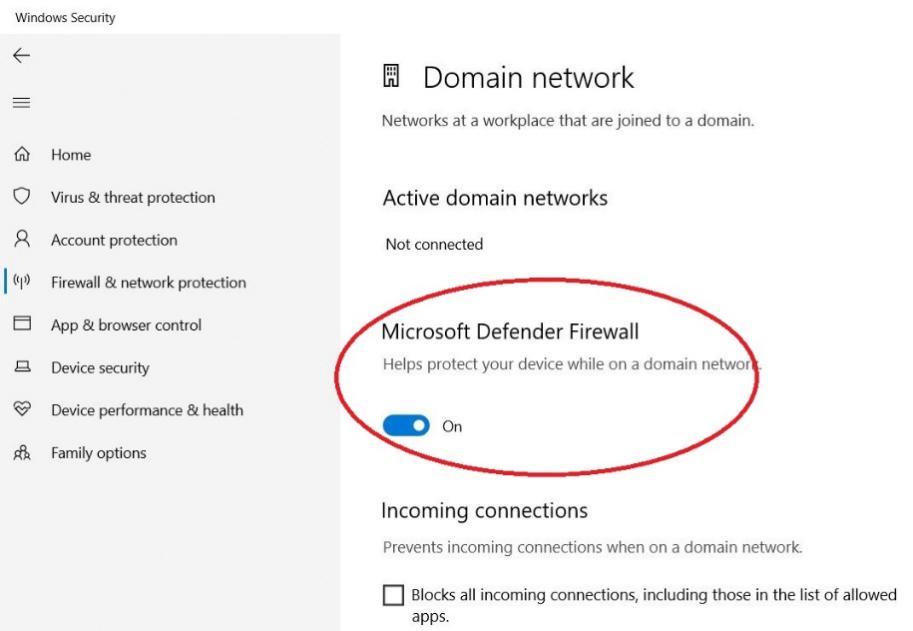 Windows Security
Home
Virus & threat protection
Account protection
Firewall & network protection
App & browser control
Device security
Device performance & health
Family options
Domain network
Networks at a workplace that are joined to a domain.
Active domain networks
Not connected
Microsoft Defender Firewall
Helps protect your device while on a domain network.
On
Incoming connections
Prevents incoming connections when on a domain network.
Blocks all incoming connections, including those in the list of allowed
apps.